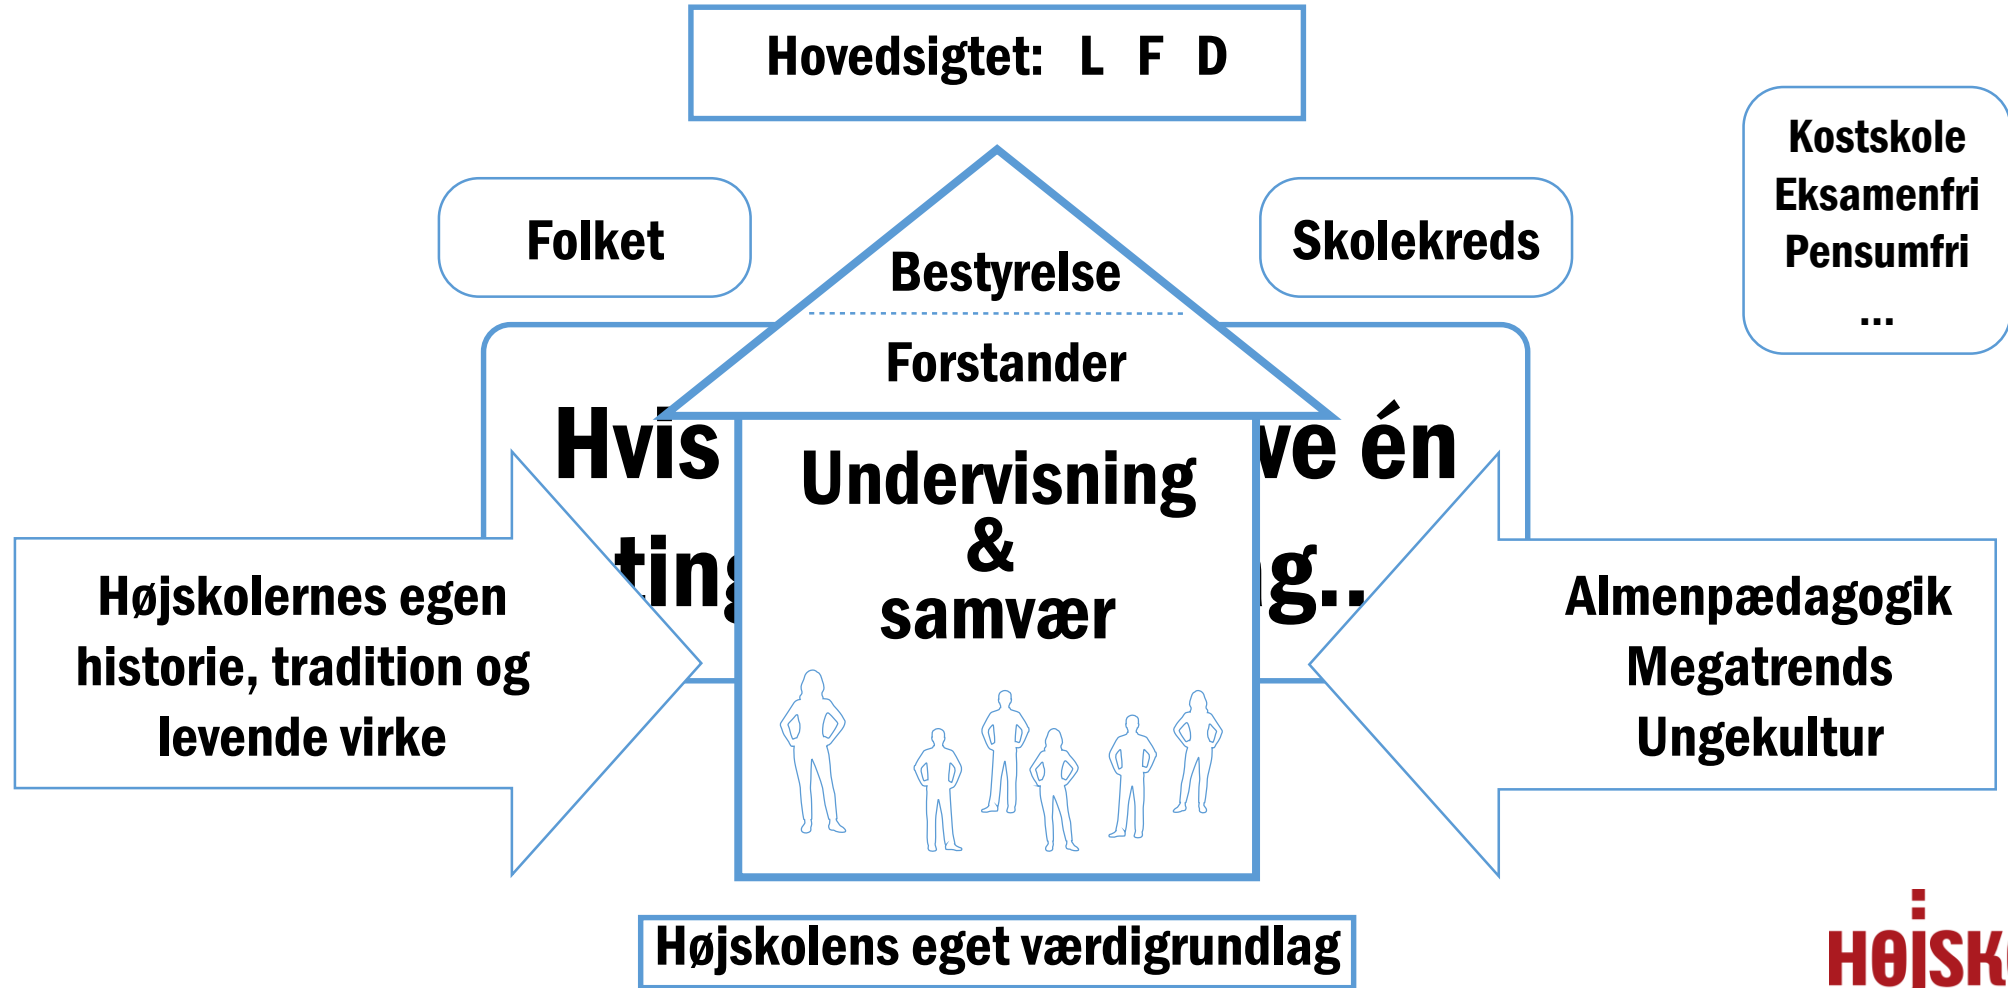 Hovedsigtet: L F D
Kostskole
Eksamenfri
Pensumfri
...
Folket
Skolekreds
Bestyrelse
Forstander
Hvis
én
Undervisning
&
samvær
Højskolernes egen
historie, tradition og
levende virke
Almenpædagogik
Megatrends
Ungekultur
Højskolens eget værdigrundlag